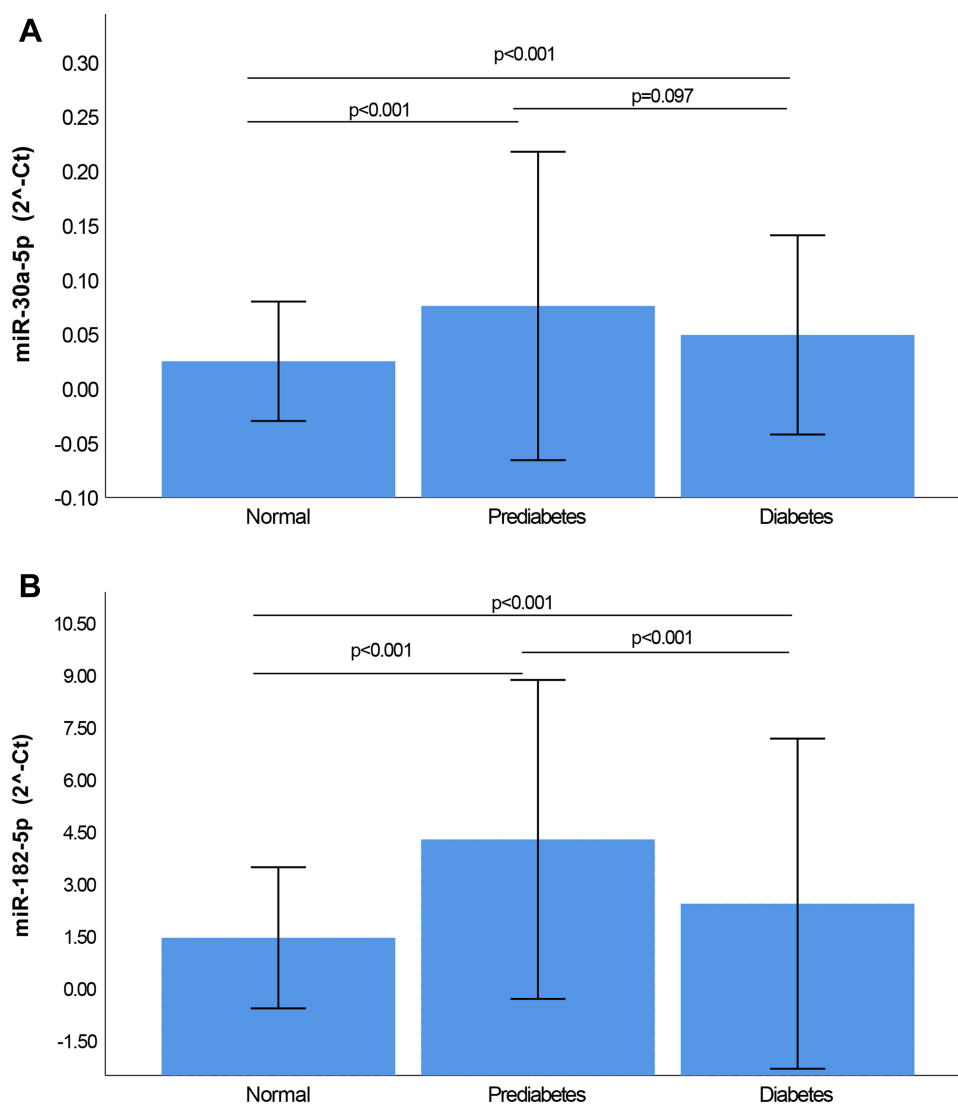 A
miR-30a-5p (2^-Ct)
0.30
0.25
0.20
0.15
0.10
0.05
0.00
-0.05
-0.10
p<0.001
p=0.097
p<0.001
Normal Prediabetes Diabetes
B
miR-182-5p (2^-Ct)
10.50
9.00
7.50
6.00
4.50
3.00
1.50
0.00
-1.50
p<0.001
p<0.001
p<0.001
Normal Prediabetes Diabetes